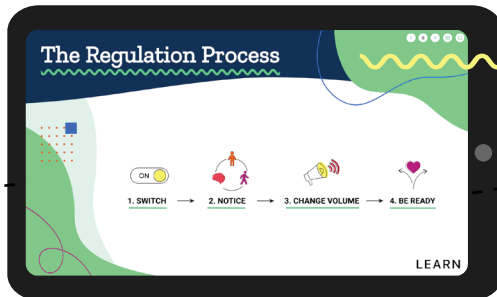 The Regulation Process
ON
1. SWITCH
2. NOTICE
3. CHANGE VOLUME
4. BE READY
LEARN